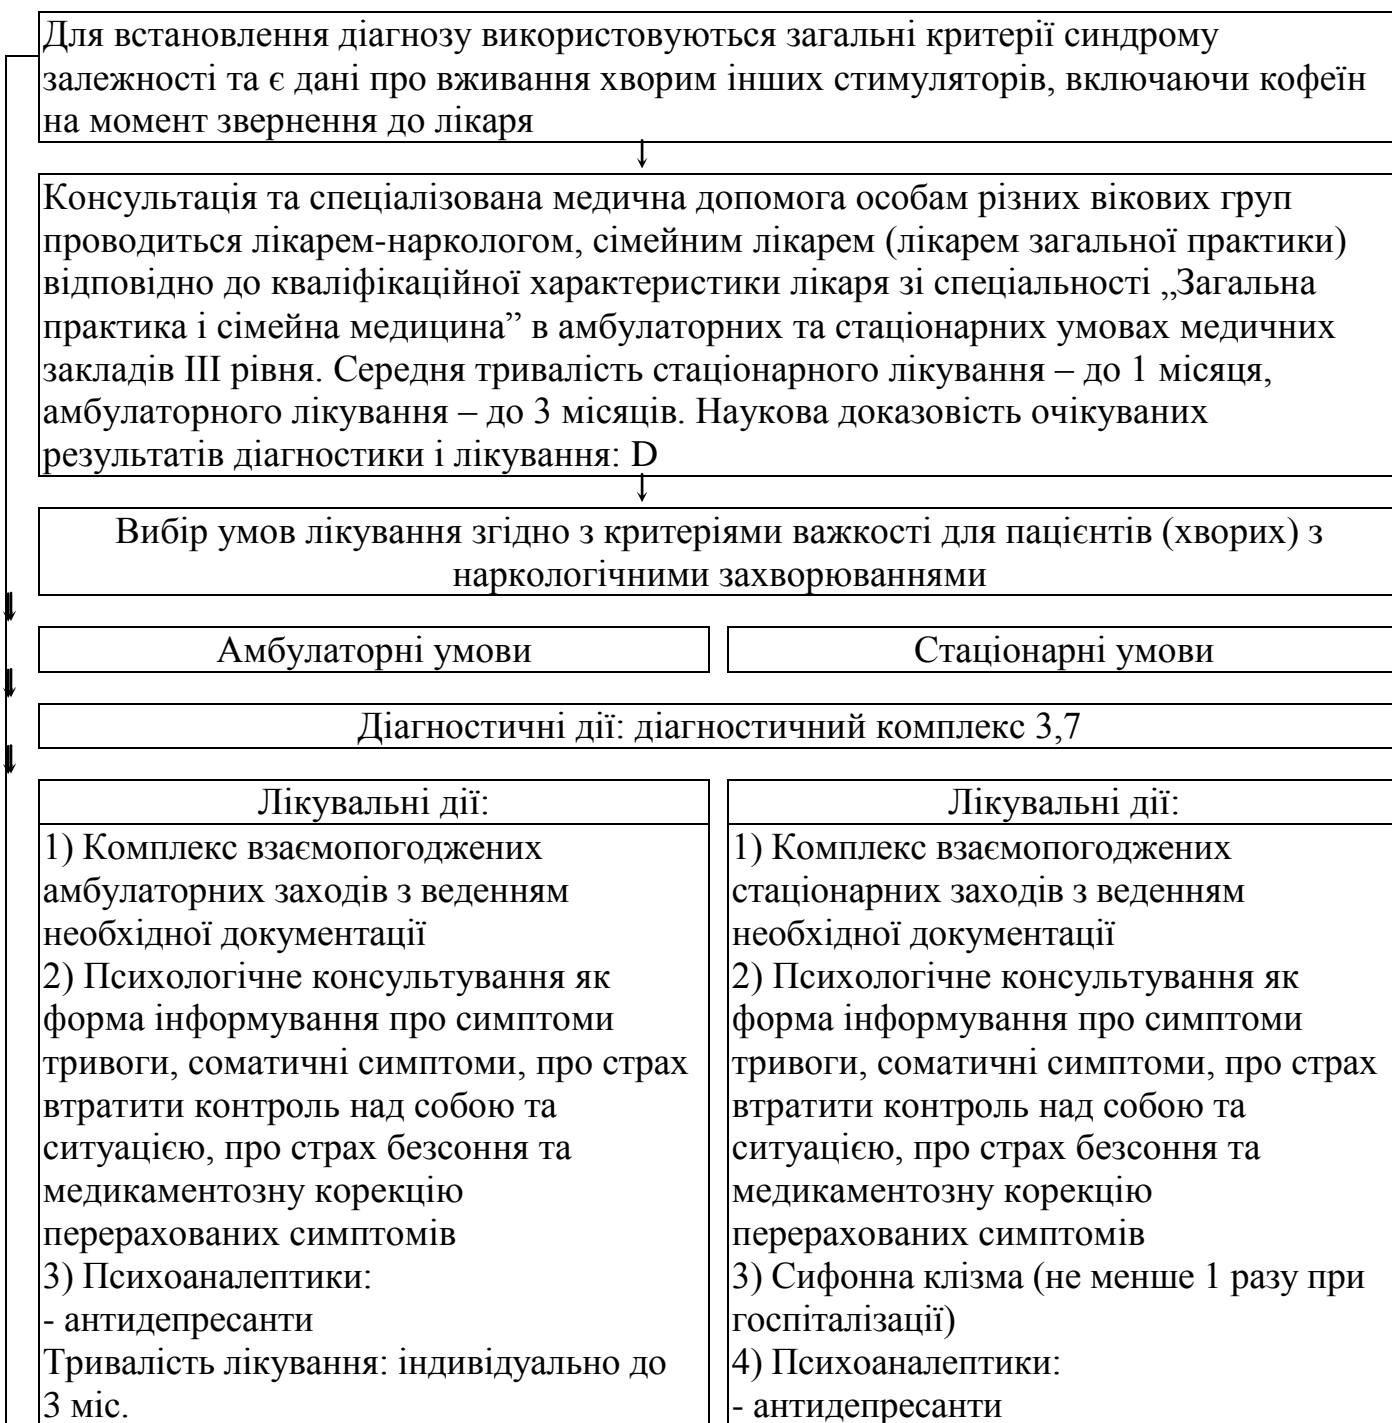 Для встановлення діагнозу використовуються загальні критерії синдрому
залежності та є дані про вживання хворим інших стимуляторів, включаючи кофеїн
на момент звернення до лікаря
Консультація та спеціалізована медична допомога особам різних вікових груп
проводиться лікарем-наркологом, сімейним лікарем (лікарем загальної практики)
відповідно до кваліфікаційної характеристики лікаря зі спеціальності „Загальна
практика і сімейна медицина” в амбулаторних та стаціонарних умовах медичних
закладів III рівня. Середня тривалість стаціонарного лікування – до 1 місяця,
амбулаторного лікування – до 3 місяців. Наукова доказовість очікуваних
результатів діагностики і лікування: D
Вибір умов лікування згідно з критеріями важкості для пацієнтів (хворих) з
наркологічними захворюваннями
Амбулаторні умови
Стаціонарні умови
Діагностичні дії: діагностичний комплекс 3,7
Лікувальні дії:
1) Комплекс взаємопогоджених
амбулаторних заходів з веденням
необхідної документації
2) Психологічне консультування як
форма інформування про симптоми
тривоги, соматичні симптоми, про страх
втратити контроль над собою та
ситуацією, про страх безсоння та
медикаментозну корекцію
перерахованих симптомів
3) Психоаналептики:
- антидепресанти
Тривалість лікування: індивідуально до
3 міс.
Лікувальні дії:
1) Комплекс взаємопогоджених
стаціонарних заходів з веденням
необхідної документації
2) Психологічне консультування як
форма інформування про симптоми
тривоги, соматичні симптоми, про страх
втратити контроль над собою та
ситуацією, про страх безсоння та
медикаментозну корекцію
перерахованих симптомів
3) Сифонна клізма (не менше 1 разу при
госпіталізації)
4) Психоаналептики:
- антидепресанти